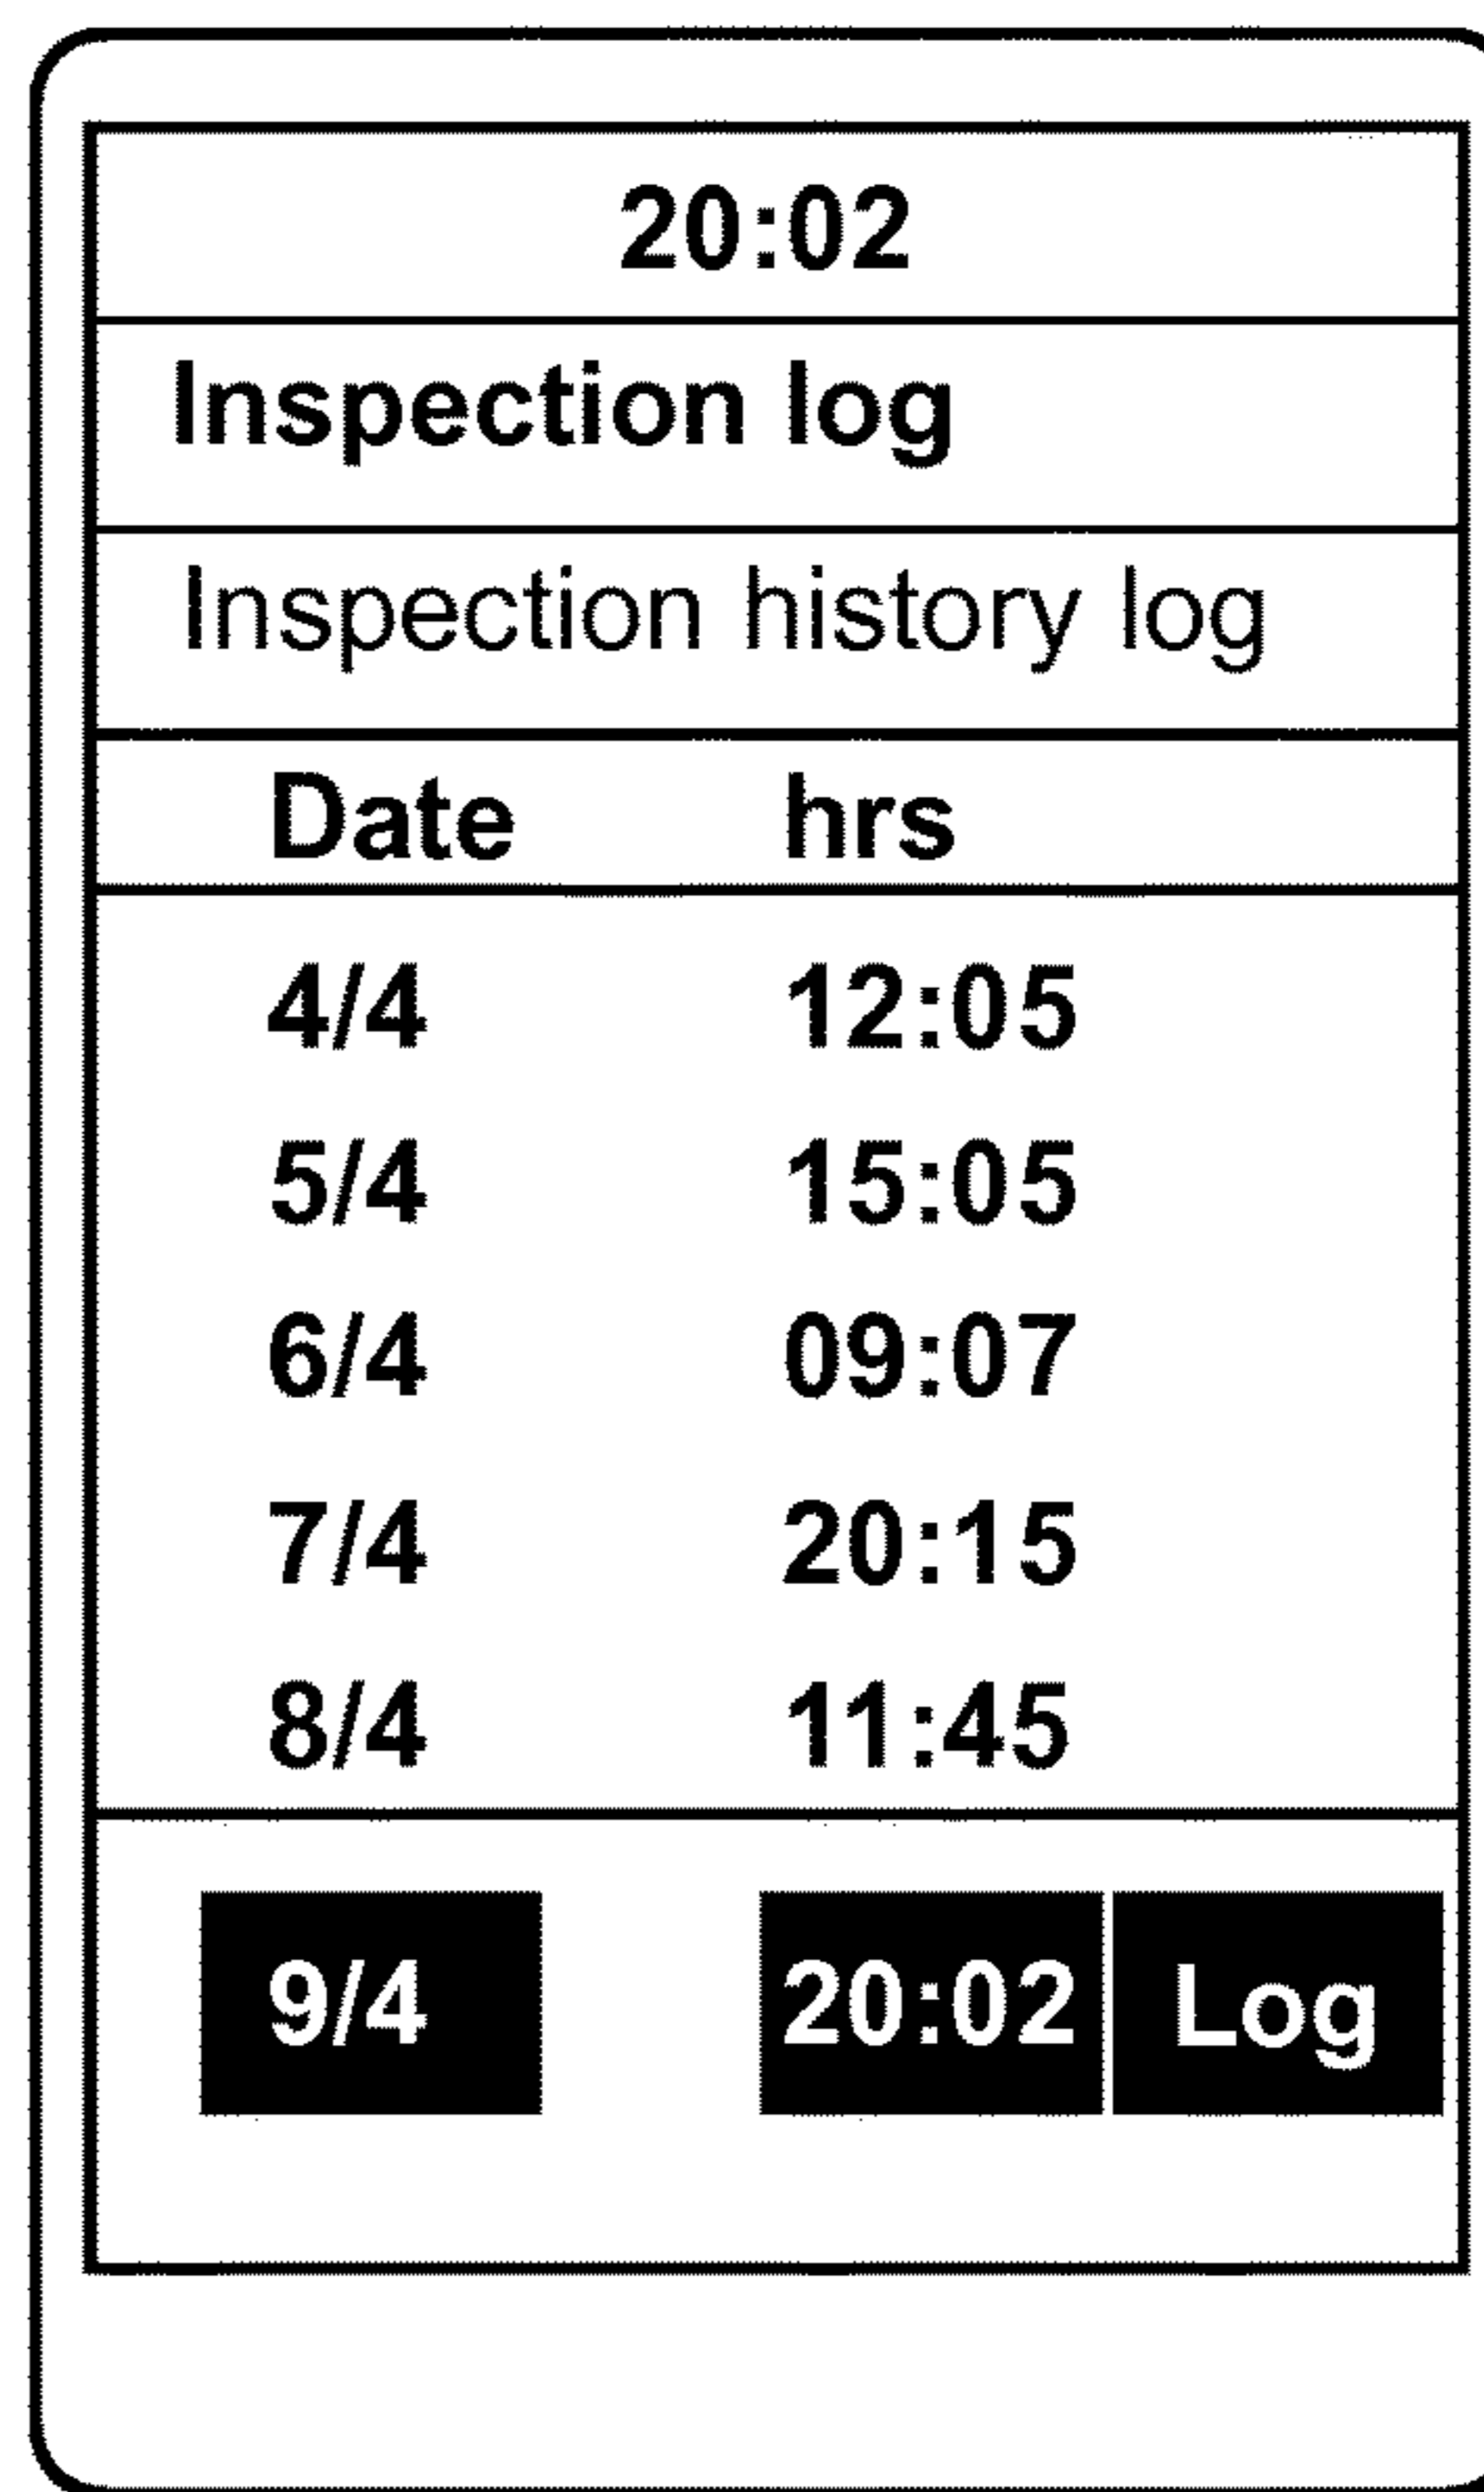 20:02
Inspection log
Inspection history log
Date hrs
4/4 12:05
5/4 15:05
6/4 09:07
7/4 20:15
8/4 11:45
9/4 20:02 Log